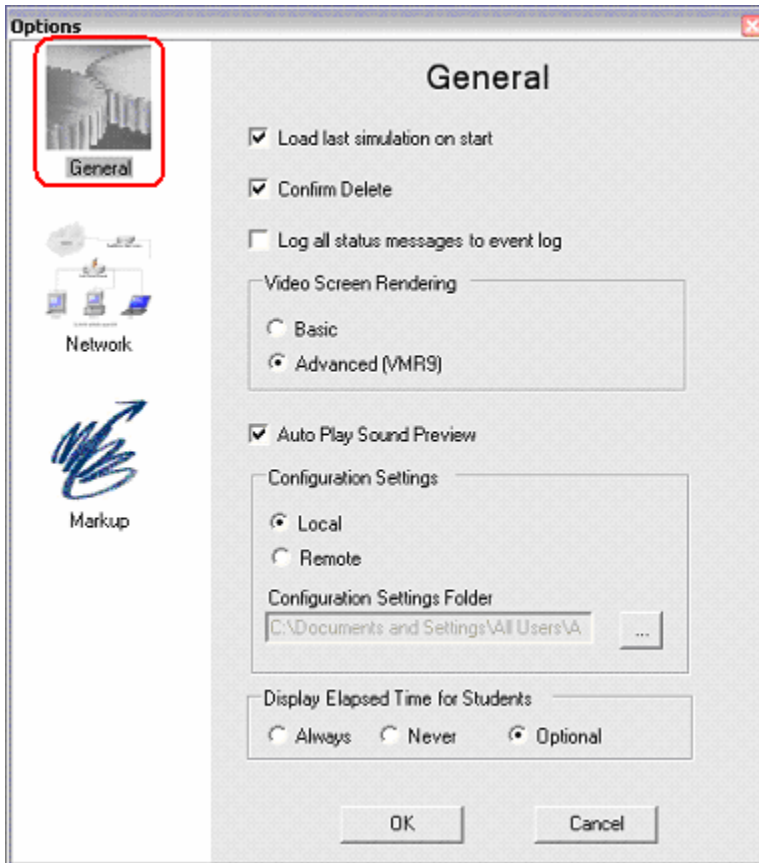 Options
General
Network
Markup
General
Load last simulation on start
Confirm Delete
Log all status messages to event log
Video Screen Rendering
Basic
Advanced (VMR9)
Auto Play Sound Preview
Configuration Settings
Local
Remote
Configuration Settings Folder
C:\Documents and Settings\All Users\A
...
Display Elapsed Time for Students
Always Never Optional
OK Cancel